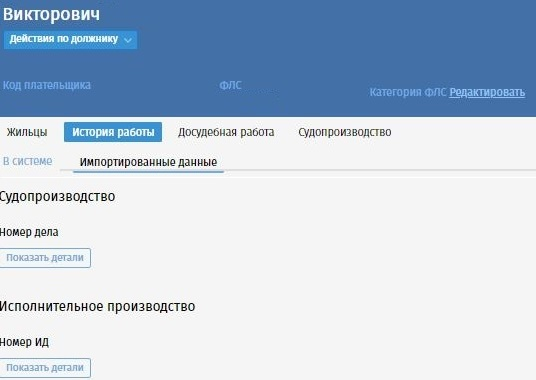 Викторович
Действия по должнику
Код плательщика ФЛС Категория ФЛС Редактировать
Жильцы История работы Досудебная работа Судопроизводство
В системе Импортированные данные
Судопроизводство
Номер дела
Показать детали
Исполнительное производство
Номер ИД
Показать детали